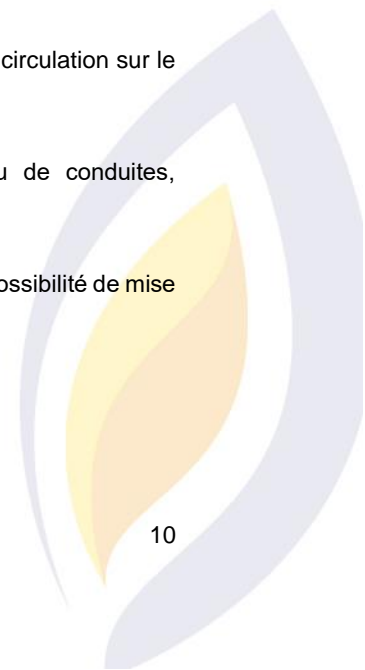 circulation sur le
u de conduites,
ossibilité de mise
10